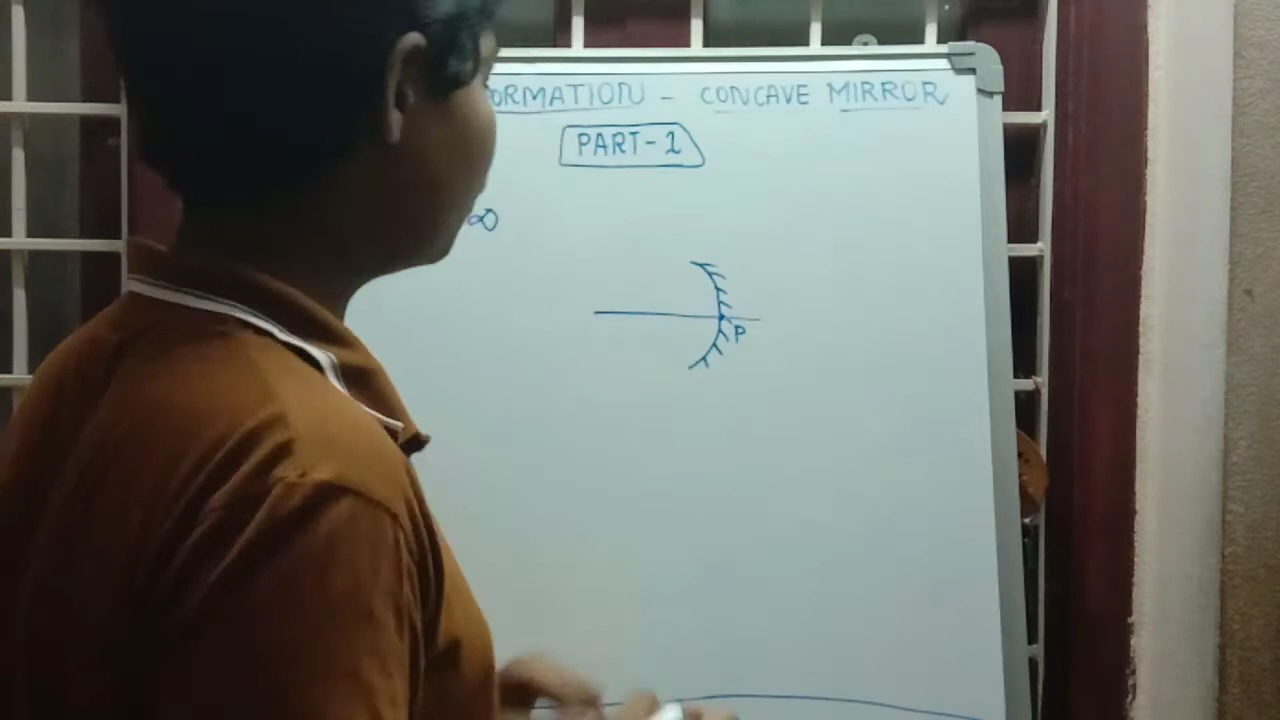 ORMATION - CONCAVE MIRROR
PART-1
∞
P